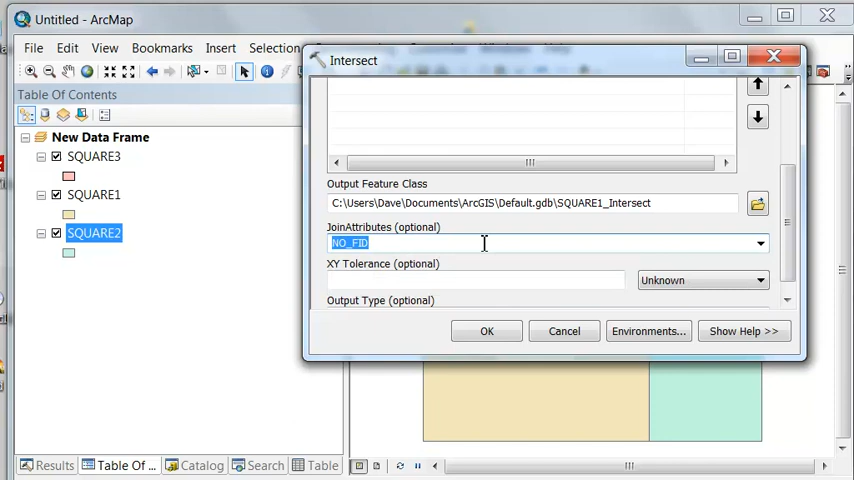 Untitled - ArcMap
File Edit View Bookmarks Insert Selection
Table Of Contents
New Data Frame
SQUARE3
SQUARE1
SQUARE2
Intersect
Output Feature Class
C:\Users\Dave\Documents\ArcGIS\Default.gdb\SQUARE1_Intersect
JoinAttributes (optional)
NO_FID
XY Tolerance (optional)
Unknown
Output Type (optional)
OK Cancel Environments... Show Help >>
Results Table Of ... Catalog Search Table